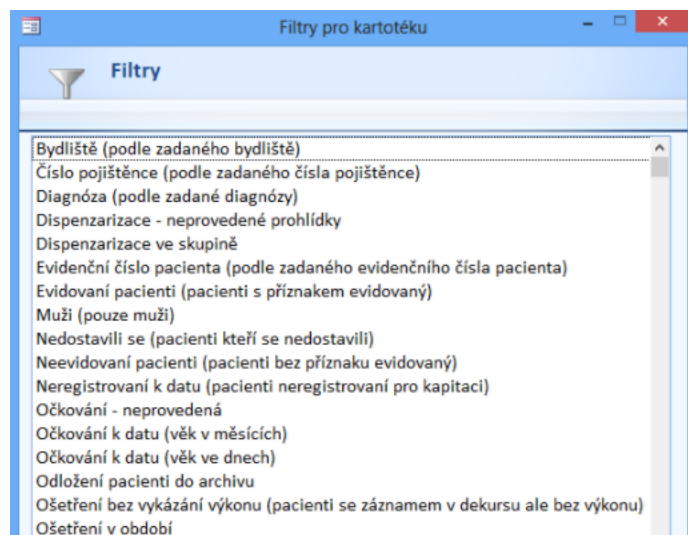 Filtry pro kartotéku
Filtry
Bydliště (podle zadaného bydliště)
Číslo pojištěnce (podle zadaného čísla pojištěnce)
Diagnóza (podle zadané diagnózy)
Dispenzarizace - neprovedené prohlídky
Dispenzarizace ve skupině
Evidenční číslo pacienta (podle zadaného evidenčního čísla pacienta)
Evidovaní pacienti (pacienti s příznakem evidovaný)
Muži (pouze muži)
Nedostavili se (pacienti kteří se nedostavili)
Neevidovaní pacienti (pacienti bez příznaku evidovaný)
Neregistrovaní k datu (pacienti neregistrovaní pro kapitaci)
Očkování - neprovedená
Očkování k datu (věk v měsících)
Očkování k datu (věk ve dnech)
Odložení pacienti do archivu
Ošetření bez vykázání výkonu (pacienti se záznamem v dekursu ale bez výkonu)
Ošetření v období